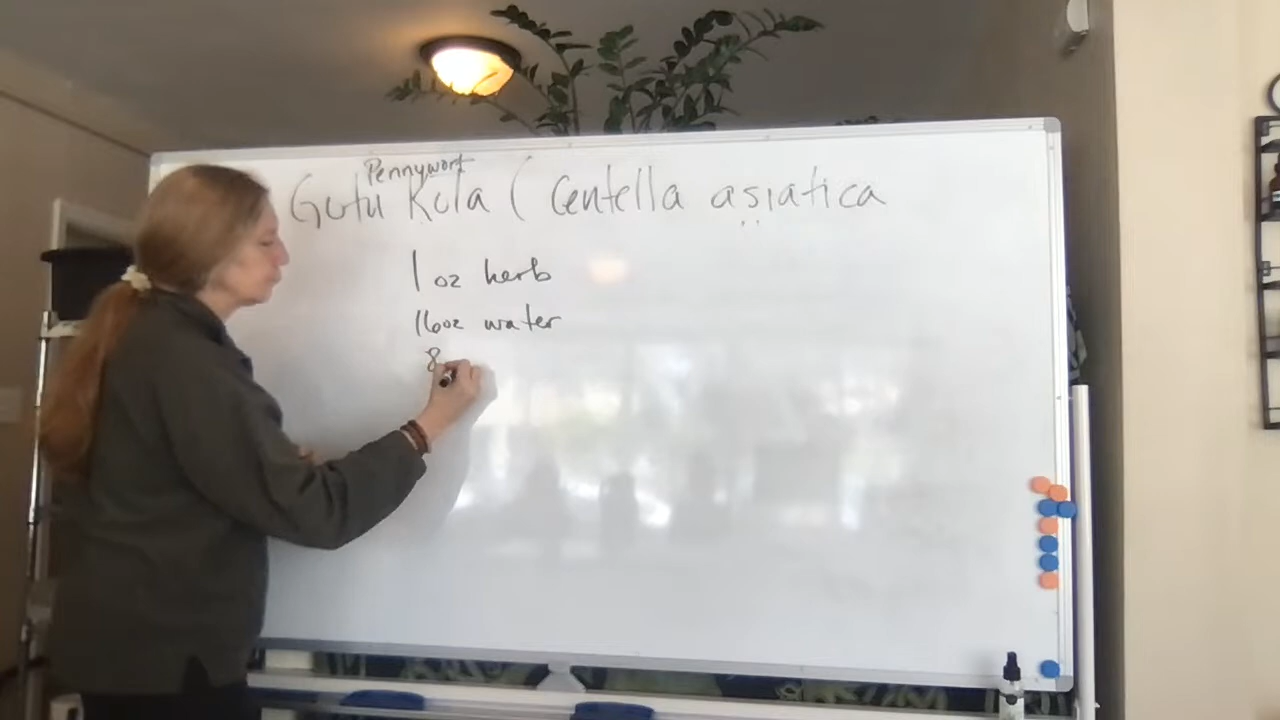 Pennywort
Gotu Kola ( Centella asiatica
1 oz herb
16oz water
8